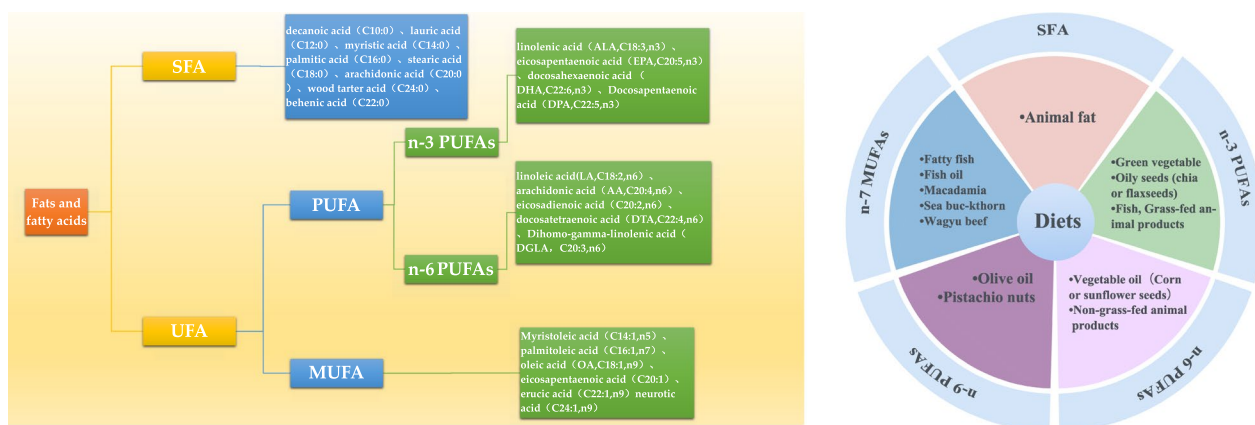 Fats and
fatty acids
SFA
decanoic acid（C10:0）、lauric acid
（C12:0）、myristic acid（C14:0）、
palmitic acid（C16:0）、stearic acid
（C18:0）、arachidonic acid（C20:0
）、wood tarter acid（C24:0）、
behenic acid（C22:0）
UFA
PUFA
n-3 PUFAs
linolenic acid（ALA,C18:3,n3）、
eicosapentaenoic acid（EPA,C20:5,n3）
、docosahexaenoic acid（
DHA,C22:6,n3）、Docosapentaenoic
acid（DPA,C22:5,n3）
n-6 PUFAs
linoleic acid(LA,C18:2,n6）、
arachidonic acid（AA,C20:4,n6）、
eicosadienoic acid（C20:2,n6）、
docosatetraenoic acid（DTA,C22:4,n6）
、Dihomo-gamma-linolenic acid（
DGLA，C20:3,n6）
MUFA
Myristoleic acid（C14:1,n5）、
palmitoleic acid（C16:1,n7）、
oleic acid（OA,C18:1,n9）、
eicosapentaenoic acid（C20:1）、
erucic acid（C22:1,n9）neurotic
acid（C24:1,n9）
SFA
•Animal fat
n-3 PUFAs
•Green vegetable
•Oily seeds (chia
or flaxseeds)
•Fish, Grass-fed an-
imal products
n-6 PUFAs
•Vegetable oil（Corn
or sunflower seeds）
•Non-grass-fed animal
products
n-9 PUFAs
•Olive oil
•Pistachio nuts
n-7 MUFAs
•Fatty fish
•Fish oil
•Macadamia
•Sea buc-kthorn
•Wagyu beef
Diets